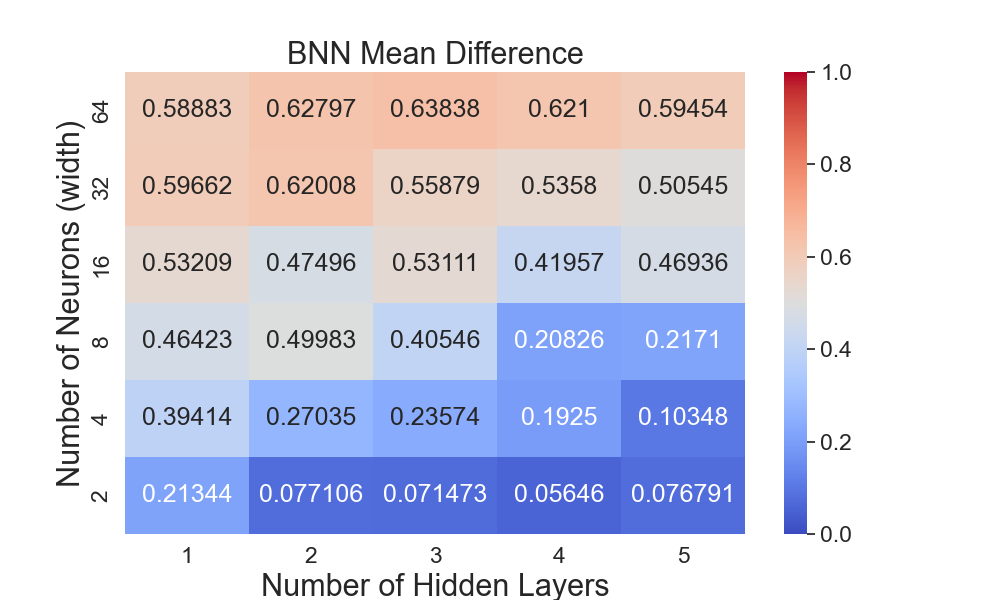 BNN Mean Difference
Number of Neurons (width)
64 0.58883 0.62797 0.63838 0.621 0.59454
32 0.59662 0.62008 0.55879 0.5358 0.50545
16 0.53209 0.47496 0.53111 0.41957 0.46936
8 0.46423 0.49983 0.40546 0.20826 0.2171
4 0.39414 0.27035 0.23574 0.1925 0.10348
2 0.21344 0.077106 0.071473 0.05646 0.076791
1 2 3 4 5
Number of Hidden Layers
1.0
0.8
0.6
0.4
0.2
0.0